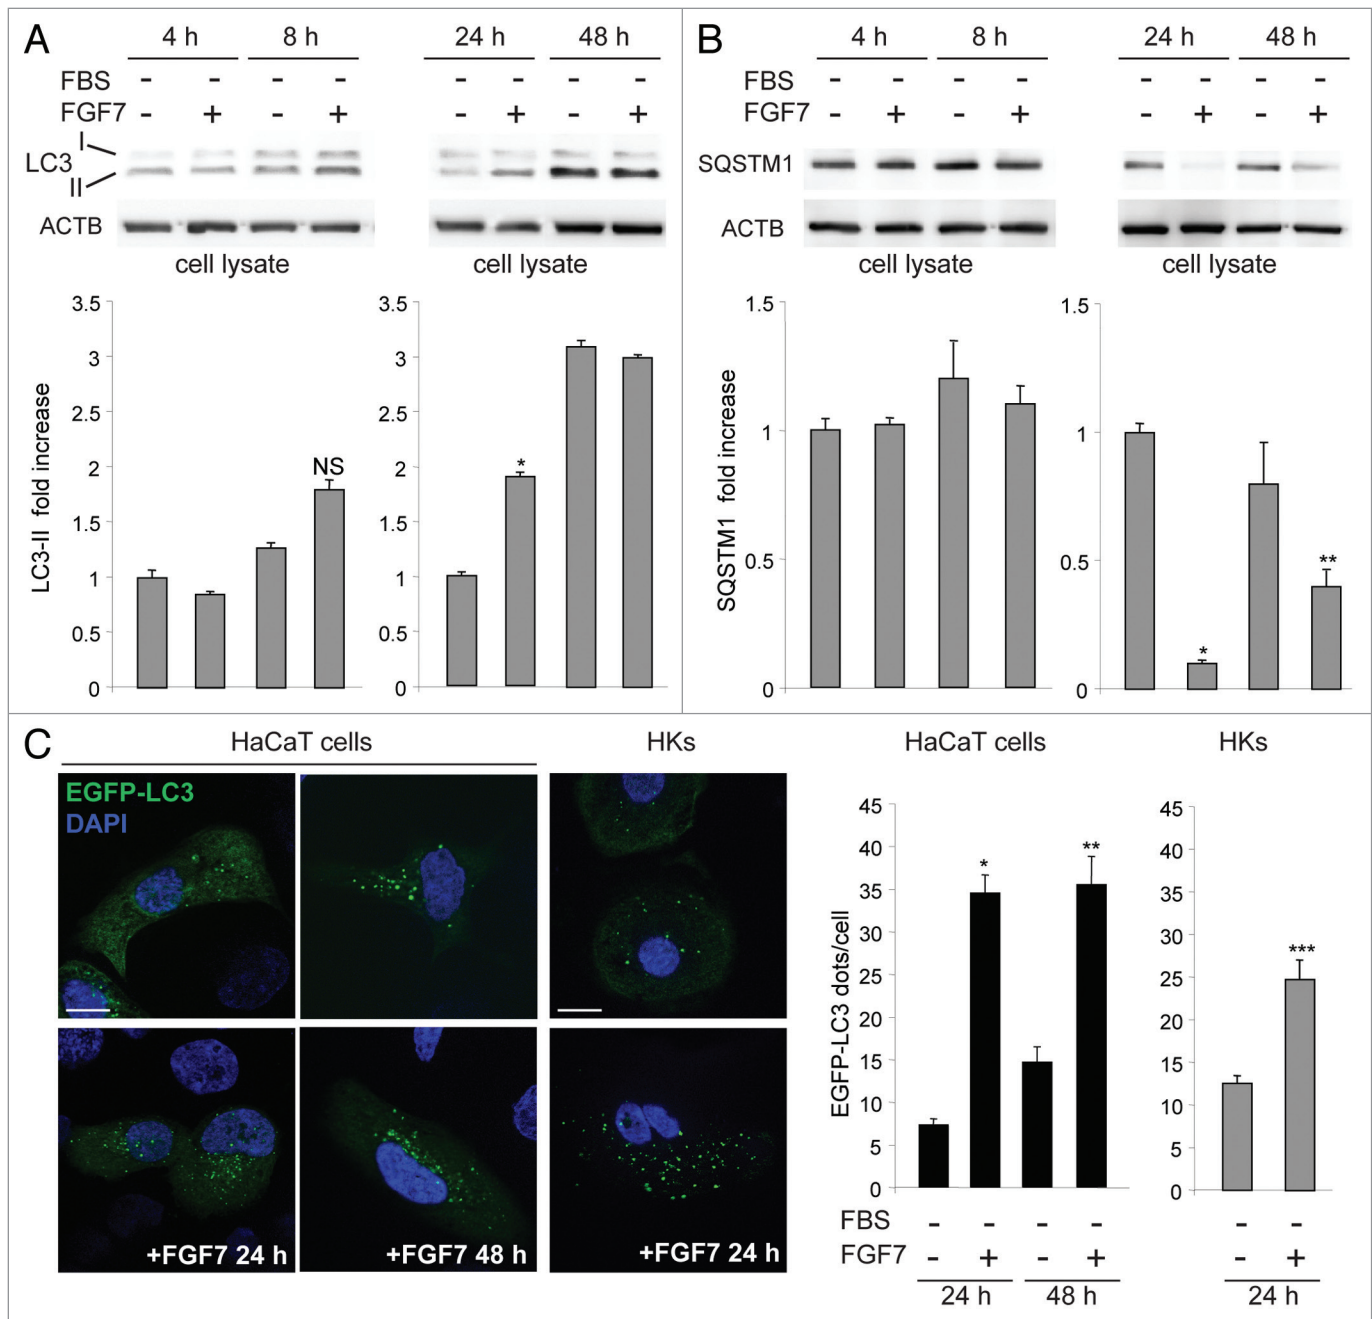 A
4 h 8 h 24 h 48 h
FBS - - - - - - - -
FGF7 - + - + - + - +
I
LC3
II
ACTB
cell lysate cell lysate
LC3-II fold increase
3.5
3
2.5
2
1.5
1
0.5
0
NS
3.5
3
2.5
2
1.5
1
0.5
0
*
B
4 h 8 h 24 h 48 h
FBS - - - - - - - -
FGF7 - + - + - + - +
SQSTM1
ACTB
cell lysate cell lysate
SQSTM1 fold increase
1.5
1
0.5
0
1.5
1
0.5
0
*
**
C
HaCaT cells HKs
EGFP-LC3
DAPI
+FGF7 24 h +FGF7 48 h +FGF7 24 h
HaCaT cells HKs
EGFP-LC3 dots/cell
45
40
35
30
25
20
15
10
5
0
*
**
45
40
35
30
25
20
15
10
5
0
***
FBS - - - - - -
FGF7 - + - + - +
24 h 48 h 24 h